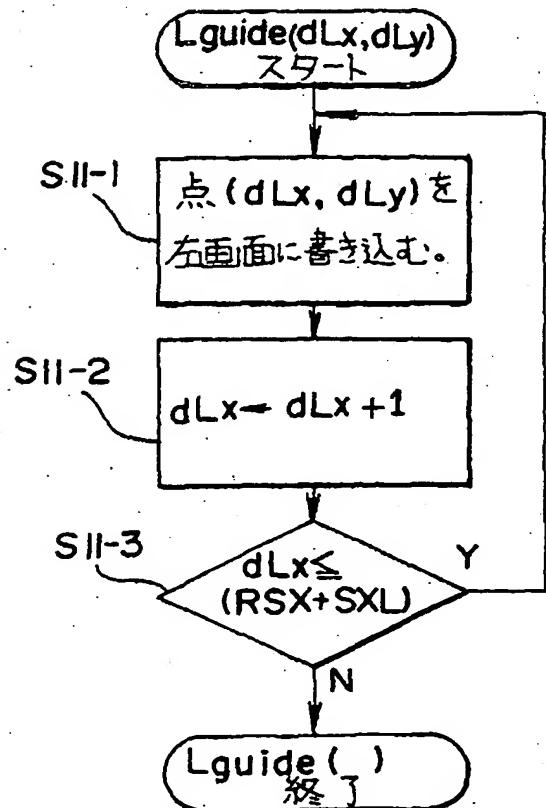 Lguide(dLx,dLy)
スタート
S11-1
点(dLx, dLy)を
左画面に書き込む。
S11-2
dLx← dLx+1
S11-3
dLx≦
(RSX+SXL)
Y
N
Lguide( )
終了